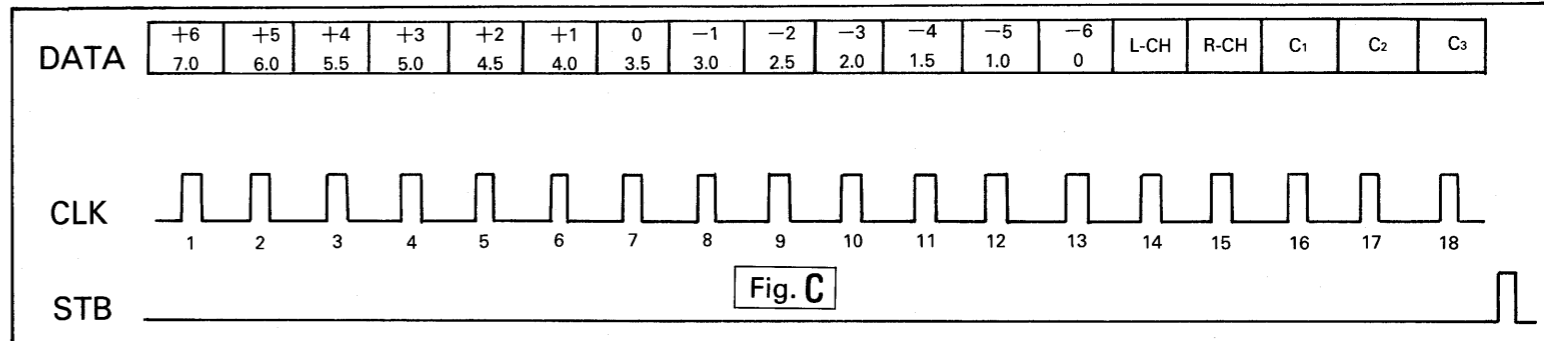 DATA
+6 +5 +4 +3 +2 +1 0 −1 −2 −3 −4 −5 −6 L-CH R-CH C₁ C₂ C₃
7.0 6.0 5.5 5.0 4.5 4.0 3.5 3.0 2.5 2.0 1.5 1.0 0
CLK
1 2 3 4 5 6 7 8 9 10 11 12 13 14 15 16 17 18
Fig. C
STB